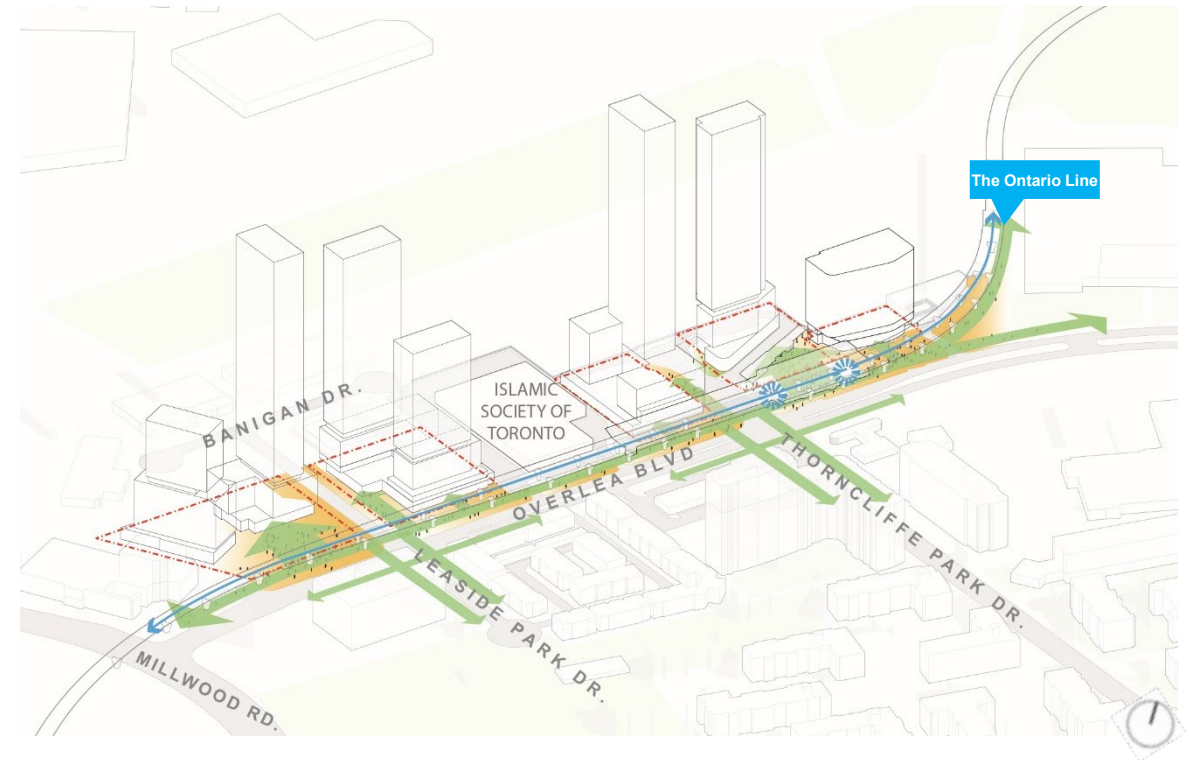 The Ontario Line
BANIGAN DR.
ISLAMIC
SOCIETY OF
TORONTO
OVERLEA BLVD
THORNCLIFFE PARK DR.
LEASIDE PARK DR.
MILLWOOD RD.